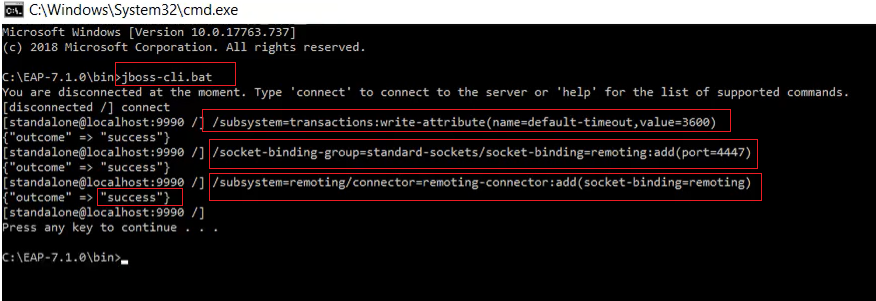 C:\Windows\System32\cmd.exe
Microsoft Windows [Version 10.0.17763.737]
(c) 2018 Microsoft Corporation. All rights reserved.
C:\EAP-7.1.0\bin>jboss-cli.bat
You are disconnected at the moment. Type 'connect' to connect to the server or 'help' for the list of supported commands.
[disconnected /] connect
[standalone@localhost:9990 /] /subsystem=transactions:write-attribute(name=default-timeout,value=3600)
{"outcome" => "success"}
[standalone@localhost:9990 /] /socket-binding-group=standard-sockets/socket-binding=remoting:add(port=4447)
{"outcome" => "success"}
[standalone@localhost:9990 /] /subsystem=remoting/connector=remoting-connector:add(socket-binding=remoting)
{"outcome" => "success"}
[standalone@localhost:9990 /]
Press any key to continue . . .
C:\EAP-7.1.0\bin>